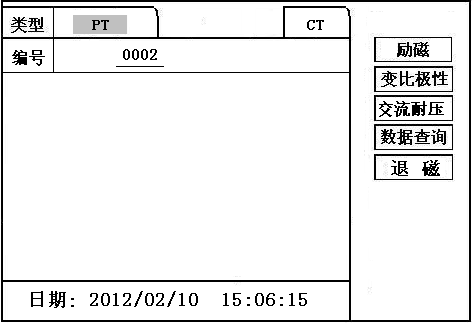 类型 PT CT
编号 0002
励磁
变比极性
交流耐压
数据查询
退 磁
日期: 2012/02/10 15:06:15